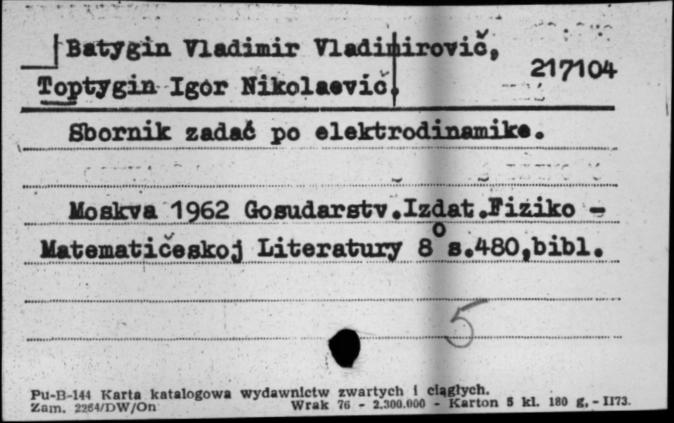 Batygin Vladimir Vladimirovič,
217104
Toptygin Igor Nikolaevič.
Sbornik zadač po elektrodinamike.
Moskva 1962 Gosudarstv.Izdat.Fiziko -
Matematičeskoj Literatury 8° s.480,bibl.
5
Pu-B-144 Karta katalogowa wydawnictw zwartych i ciągłych.
Zam. 2264/DW/On Wrak 76 - 2.300.000 - Karton 5 kl. 180 g. - II73.